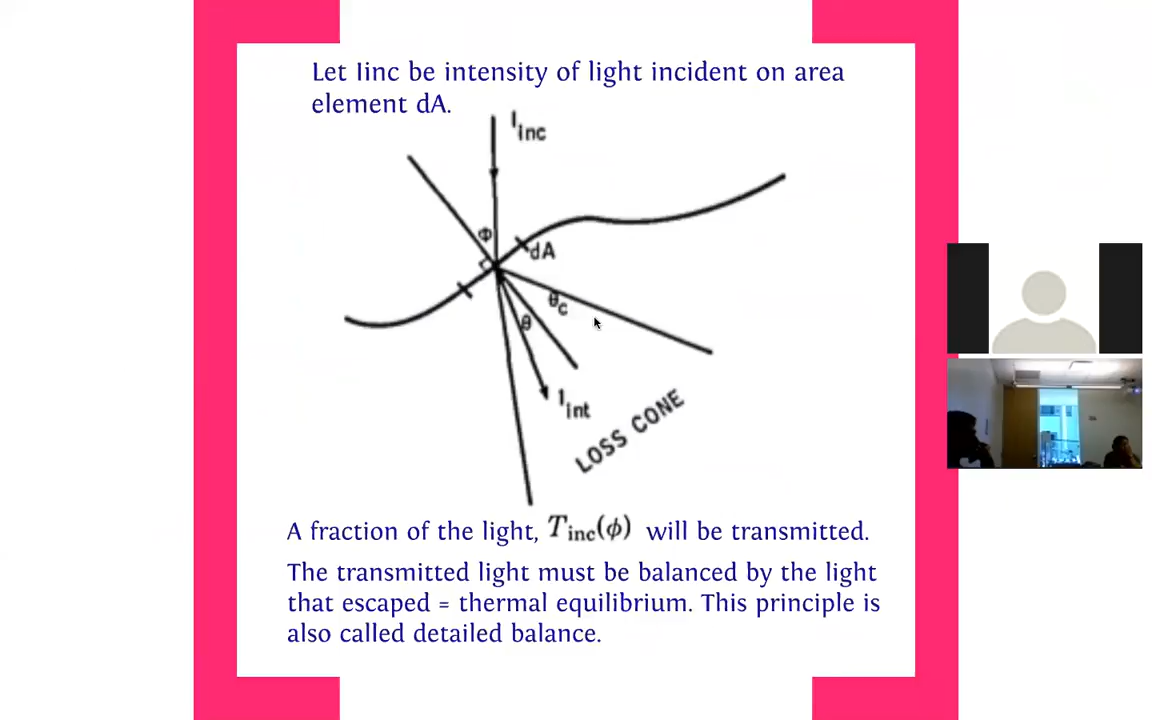 Let Iinc be intensity of light incident on area
element dA.
I inc
Φ
dA
θc
θ
I int
LOSS CONE
A fraction of the light, Tinc(ϕ) will be transmitted.
The transmitted light must be balanced by the light
that escaped = thermal equilibrium. This principle is
also called detailed balance.